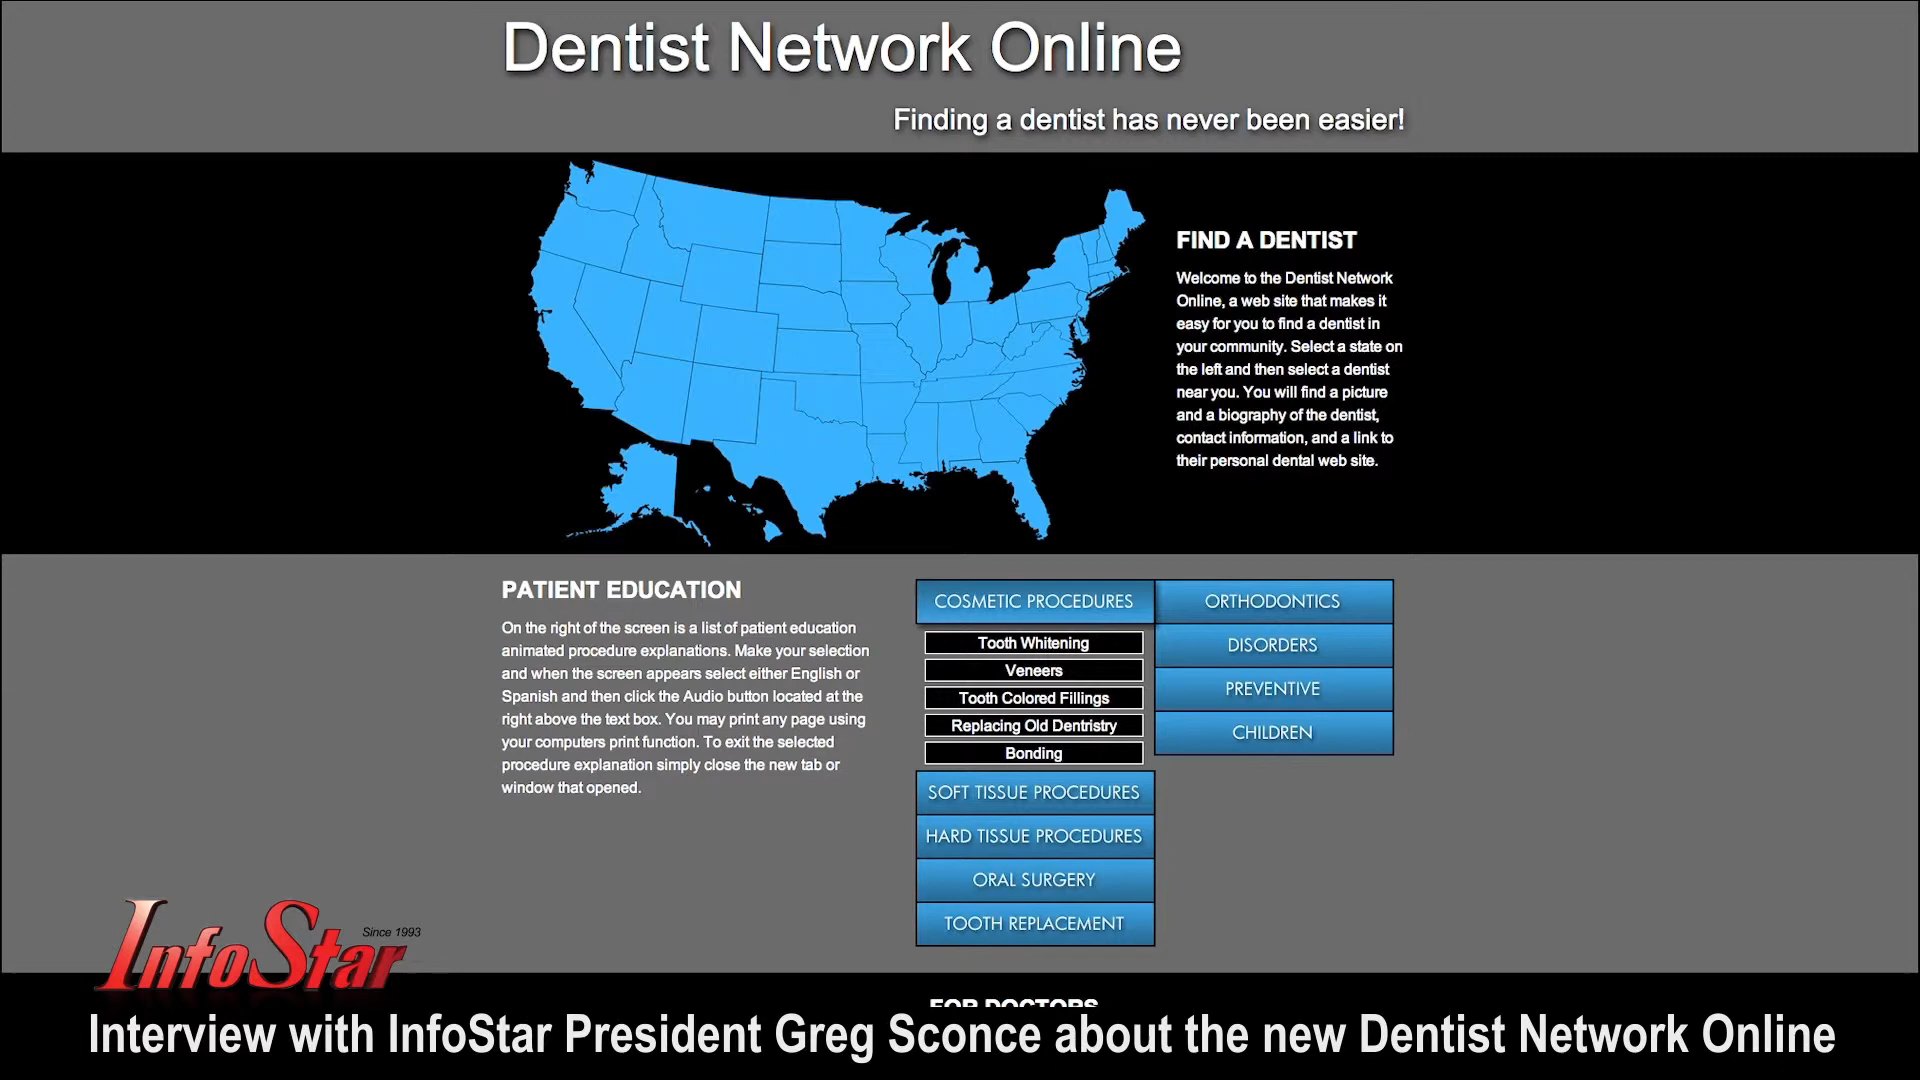 Dentist Network Online
Finding a dentist has never been easier!
FIND A DENTIST
Welcome to the Dentist Network
Online, a web site that makes it
easy for you to find a dentist in
your community. Select a state on
the left and then select a dentist
near you. You will find a picture
and a biography of the dentist,
contact information, and a link to
their personal dental web site.
PATIENT EDUCATION
On the right of the screen is a list of patient education
animated procedure explanations. Make your selection
and when the screen appears select either English or
Spanish and then click the Audio button located at the
right above the text box. You may print any page using
your computers print function. To exit the selected
procedure explanation simply close the new tab or
window that opened.
COSMETIC PROCEDURES
Tooth Whitening
Veneers
Tooth Colored Fillings
Replacing Old Dentristry
Bonding
SOFT TISSUE PROCEDURES
HARD TISSUE PROCEDURES
ORAL SURGERY
TOOTH REPLACEMENT
ORTHODONTICS
DISORDERS
PREVENTIVE
CHILDREN
FOR DOCTORS
InfoStar
Since 1993
Interview with InfoStar President Greg Sconce about the new Dentist Network Online